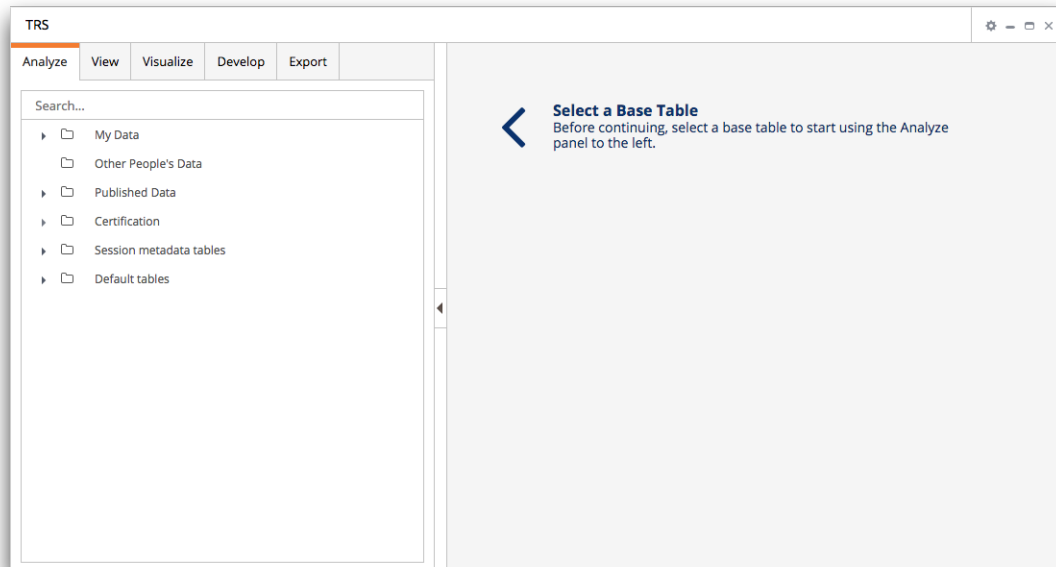 TRS
Analyze View Visualize Develop Export
Search...
My Data
Other People's Data
Published Data
Certification
Session metadata tables
Default tables
Select a Base Table
Before continuing, select a base table to start using the Analyze
panel to the left.